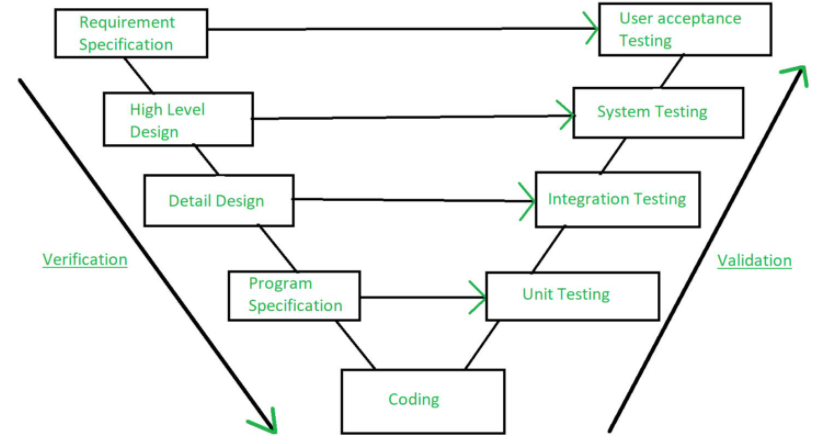 Requirement
Specification
User acceptance
Testing
High Level
Design
System Testing
Detail Design
Integration Testing
Verification
Validation
Program
Specification
Unit Testing
Coding